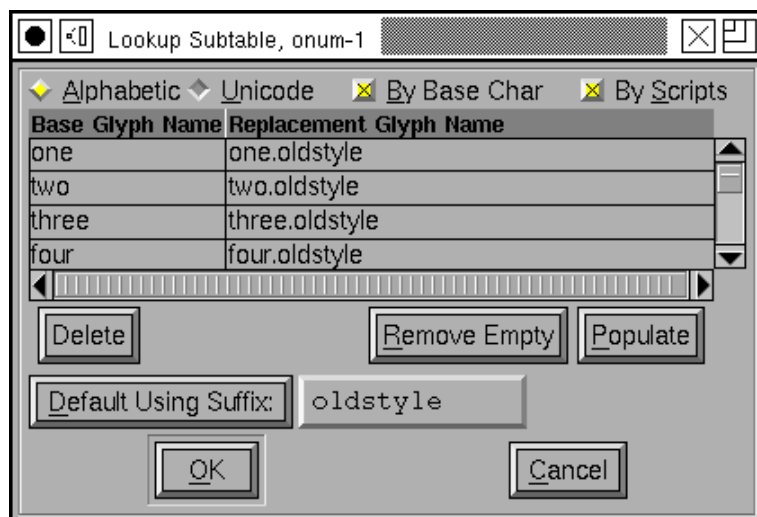 Lookup Subtable, onum-1
Alphabetic Unicode By Base Char By Scripts
Base Glyph Name Replacement Glyph Name
one one.oldstyle
two two.oldstyle
three three.oldstyle
four four.oldstyle
Delete Remove Empty Populate
Default Using Suffix: oldstyle
OK Cancel